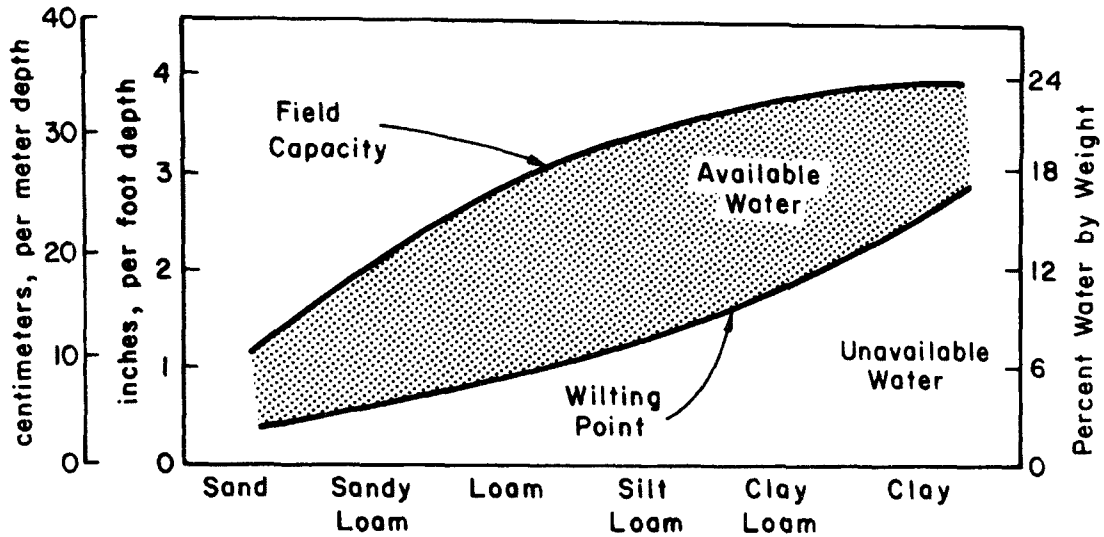 centimeters, per meter depth
40
30
20
10
0
inches, per foot depth
4
3
2
1
0
Field
Capacity
Available
Water
Wilting
Point
Unavailable
Water
24
18
12
6
0
Percent Water by Weight
Sand
Sandy
Loam
Loam
Silt
Loam
Clay
Loam
Clay